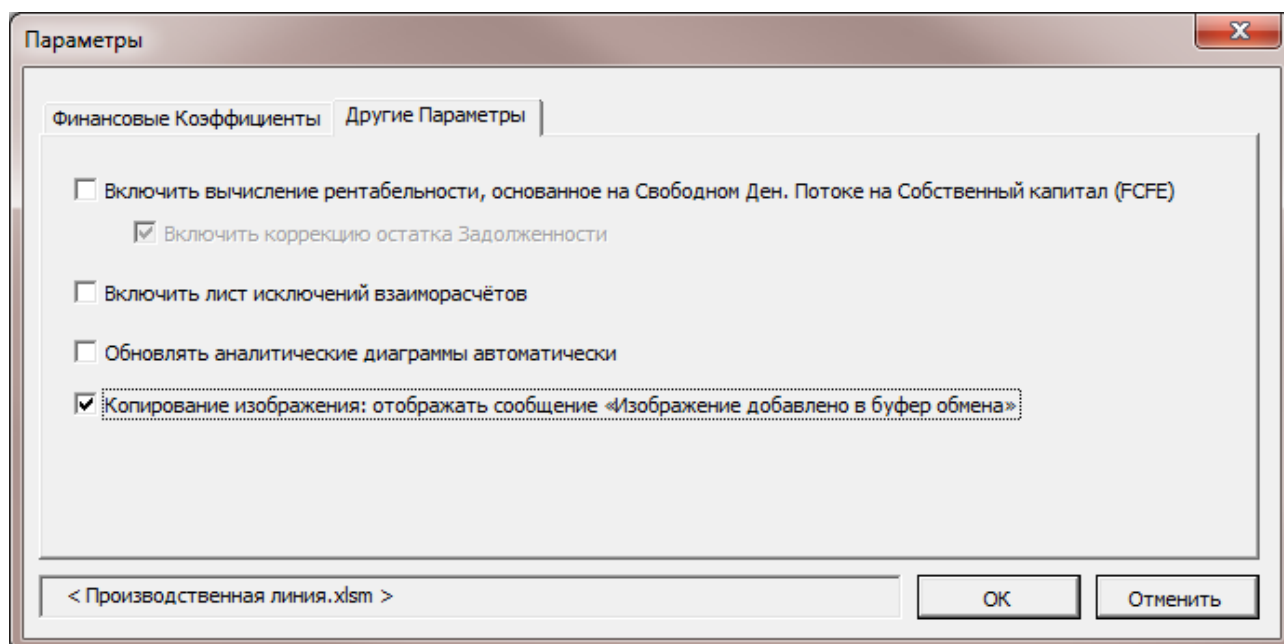 Параметры
Финансовые Коэффициенты
Другие Параметры
Включить вычисление рентабельности, основанное на Свободном Ден. Потоке на Собственный капитал (FCFE)
Включить коррекцию остатка Задолженности
Включить лист исключений взаиморасчётов
Обновлять аналитические диаграммы автоматически
Копирование изображения: отображать сообщение «Изображение добавлено в буфер обмена»
< Производственная линия.xlsm >
ОК
Отменить